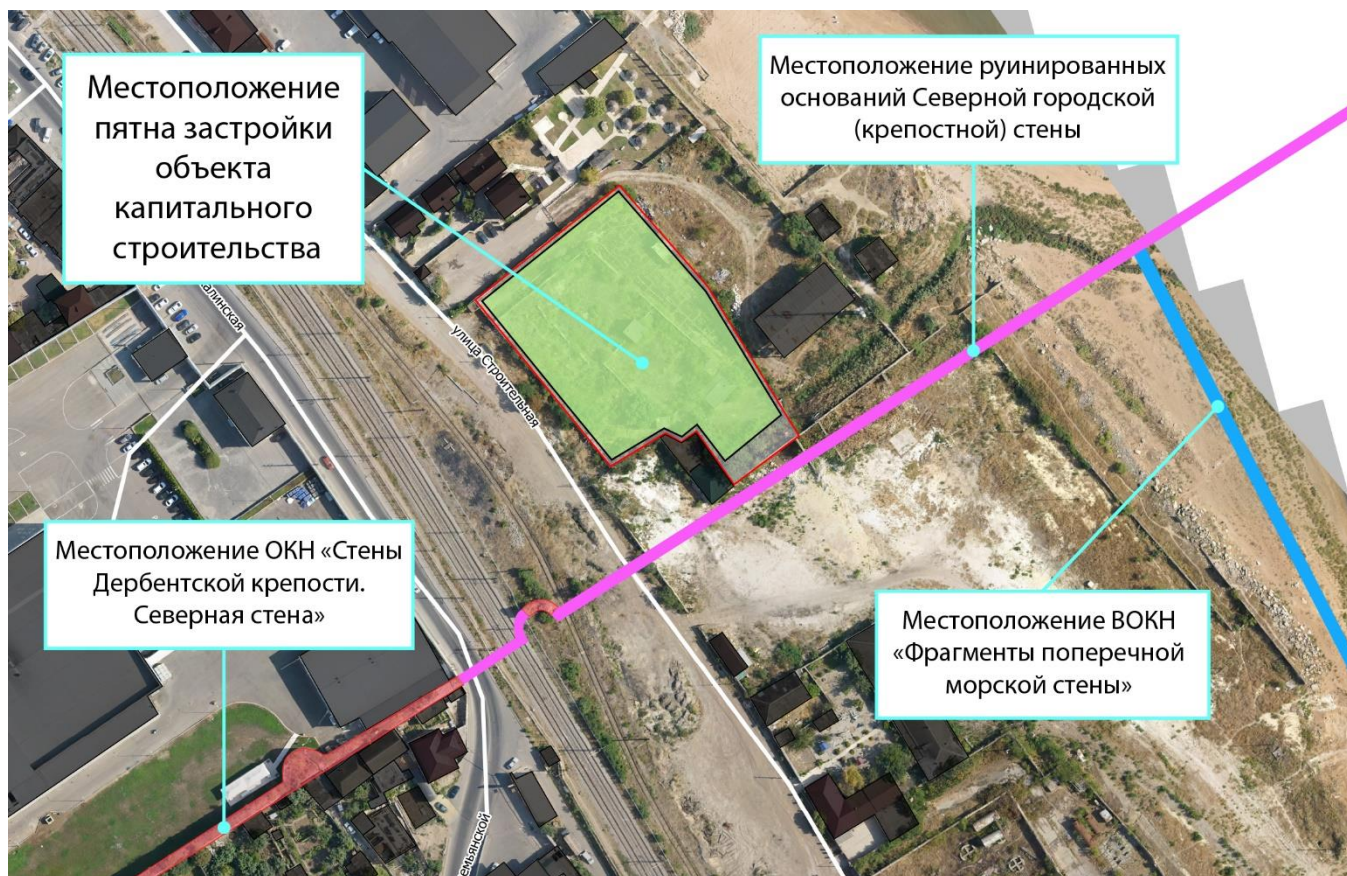 Местоположение
пятна застройки
объекта
капитального
строительства
Местоположение руинированных
оснований Северной городской
(крепостной) стены
улица Строительная
Местоположение ОКН «Стены
Дербентской крепости.
Северная стена»
Местоположение ВОКН
«Фрагменты поперечной
морской стены»